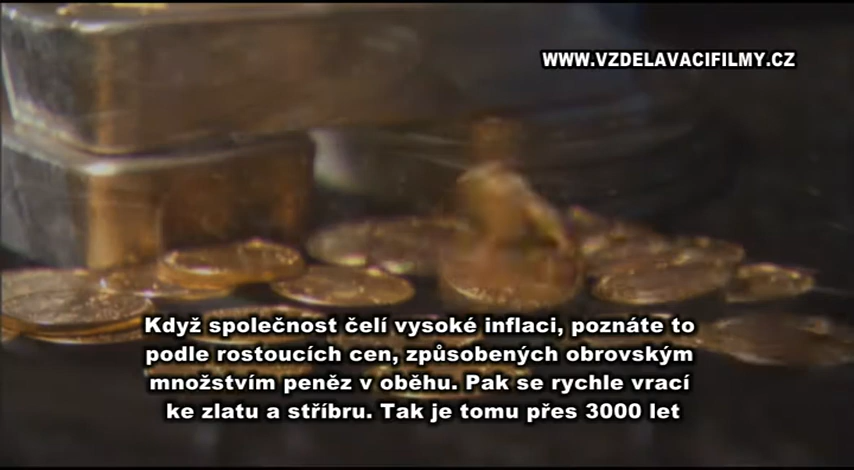 WWW.VZDELAVACIFILMY.CZ
Když společnost čelí vysoké inflaci, poznáte to
podle rostoucích cen, způsobených obrovským
množstvím peněz v oběhu. Pak se rychle vrací
ke zlatu a stříbru. Tak je tomu přes 3000 let